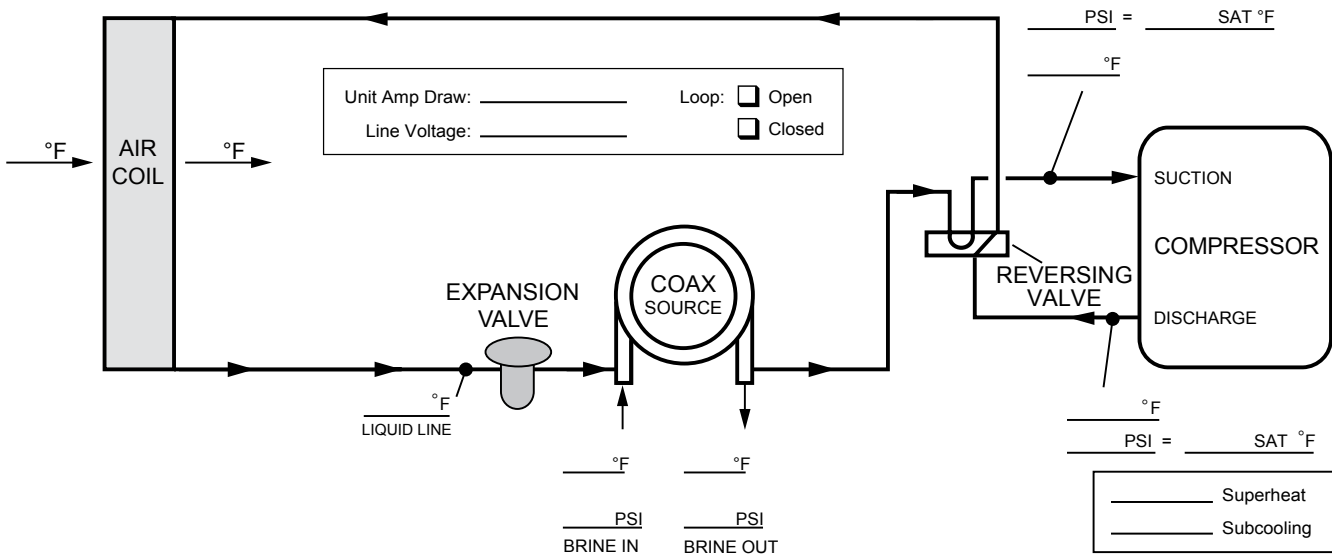 PSI = SAT °F
°F
Unit Amp Draw: Loop: Open
Line Voltage: Closed
°F
AIR
COIL
°F
SUCTION
COMPRESSOR
REVERSING
VALVE
DISCHARGE
COAX
SOURCE
EXPANSION
VALVE
°F
LIQUID LINE
°F
PSI = SAT °F
°F °F
PSI PSI
BRINE IN BRINE OUT
Superheat
Subcooling